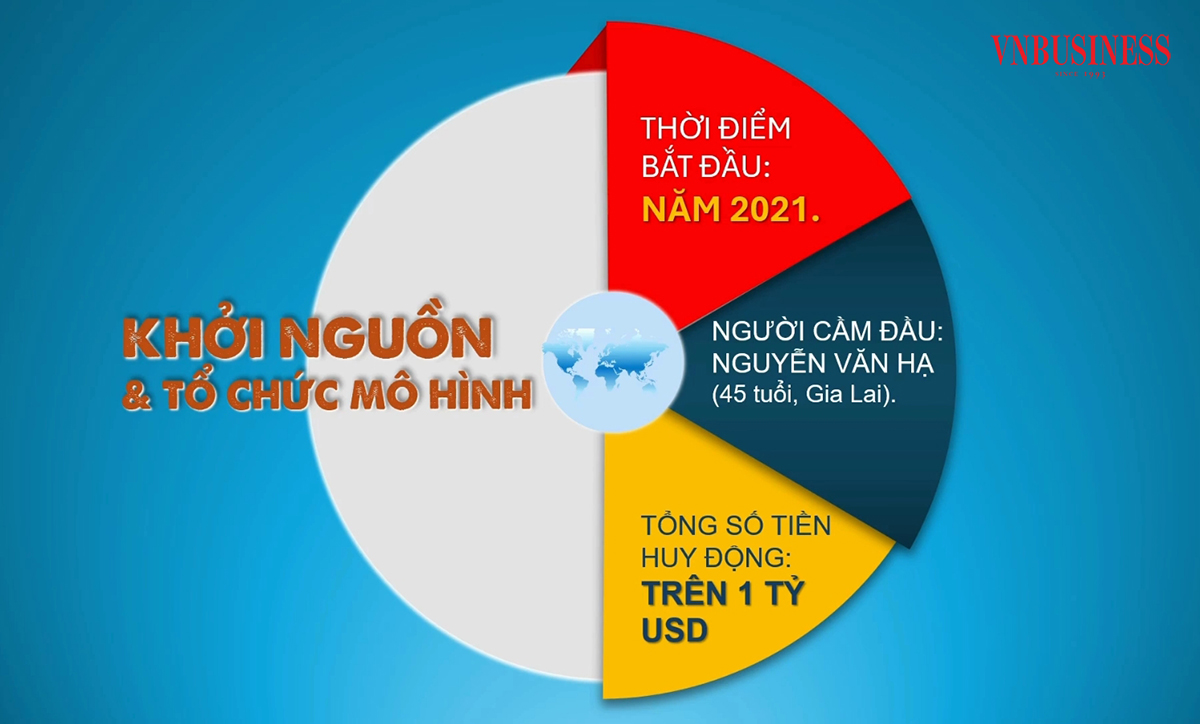 VNBUSINESS
THỜI ĐIỂM
BẮT ĐẦU:
NĂM 2021.
KHỞI NGUỒN
& TỔ CHỨC MÔ HÌNH
NGƯỜI CẦM ĐẦU:
NGUYỄN VĂN HẠ
(45 tuổi, Gia Lai).
TỔNG SỐ TIỀN
HUY ĐỘNG:
TRÊN 1 TỶ
USD